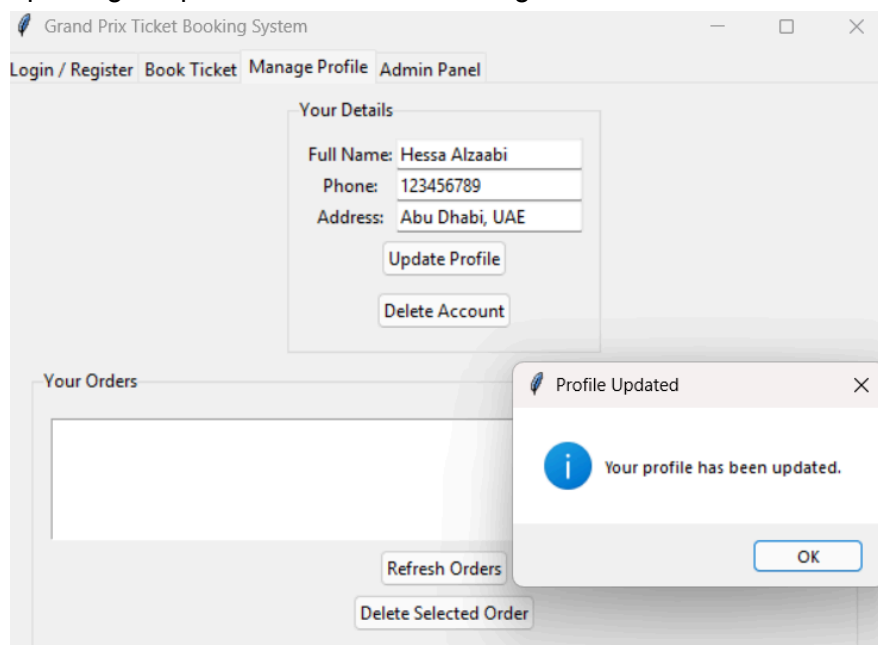 Grand Prix Ticket Booking System
Login / Register Book Ticket Manage Profile Admin Panel
Your Details
Full Name: Hessa Alzaabi
Phone: 123456789
Address: Abu Dhabi, UAE
Update Profile
Delete Account
Your Orders
Profile Updated
Your profile has been updated.
OK
Refresh Orders
Delete Selected Order